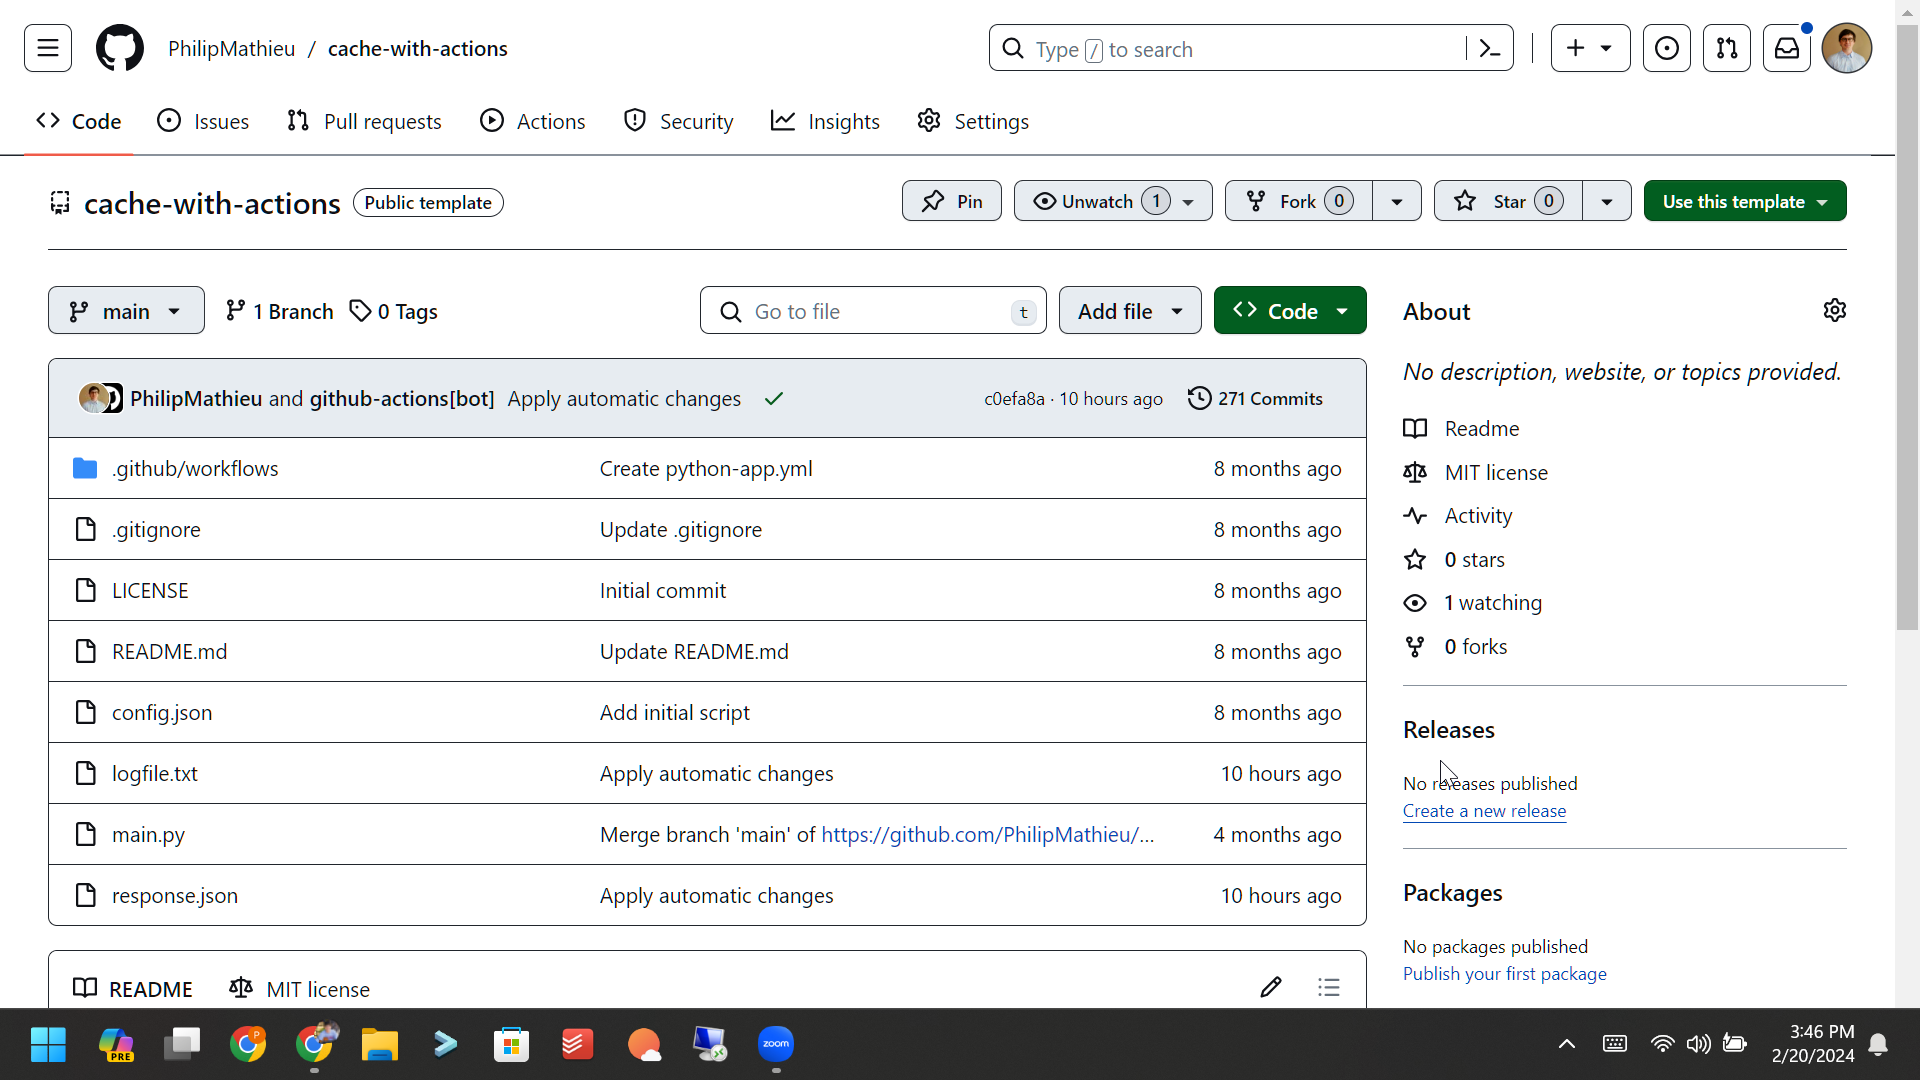 PhilipMathieu / cache-with-actions
Type / to search
Code Issues Pull requests Actions Security Insights Settings
cache-with-actions Public template
Pin Unwatch 1 Fork 0 Star 0 Use this template
main 1 Branch 0 Tags Go to file t Add file Code
PhilipMathieu and github-actions[bot] Apply automatic changes c0efa8a · 10 hours ago 271 Commits
.github/workflows Create python-app.yml 8 months ago
.gitignore Update .gitignore 8 months ago
LICENSE Initial commit 8 months ago
README.md Update README.md 8 months ago
config.json Add initial script 8 months ago
logfile.txt Apply automatic changes 10 hours ago
main.py Merge branch 'main' of https://github.com/PhilipMathieu/... 4 months ago
response.json Apply automatic changes 10 hours ago
README MIT license
About
No description, website, or topics provided.
Readme
MIT license
Activity
0 stars
1 watching
0 forks
Releases
No releases published
Create a new release
Packages
No packages published
Publish your first package
P
PRE
zoom
3:46 PM
2/20/2024